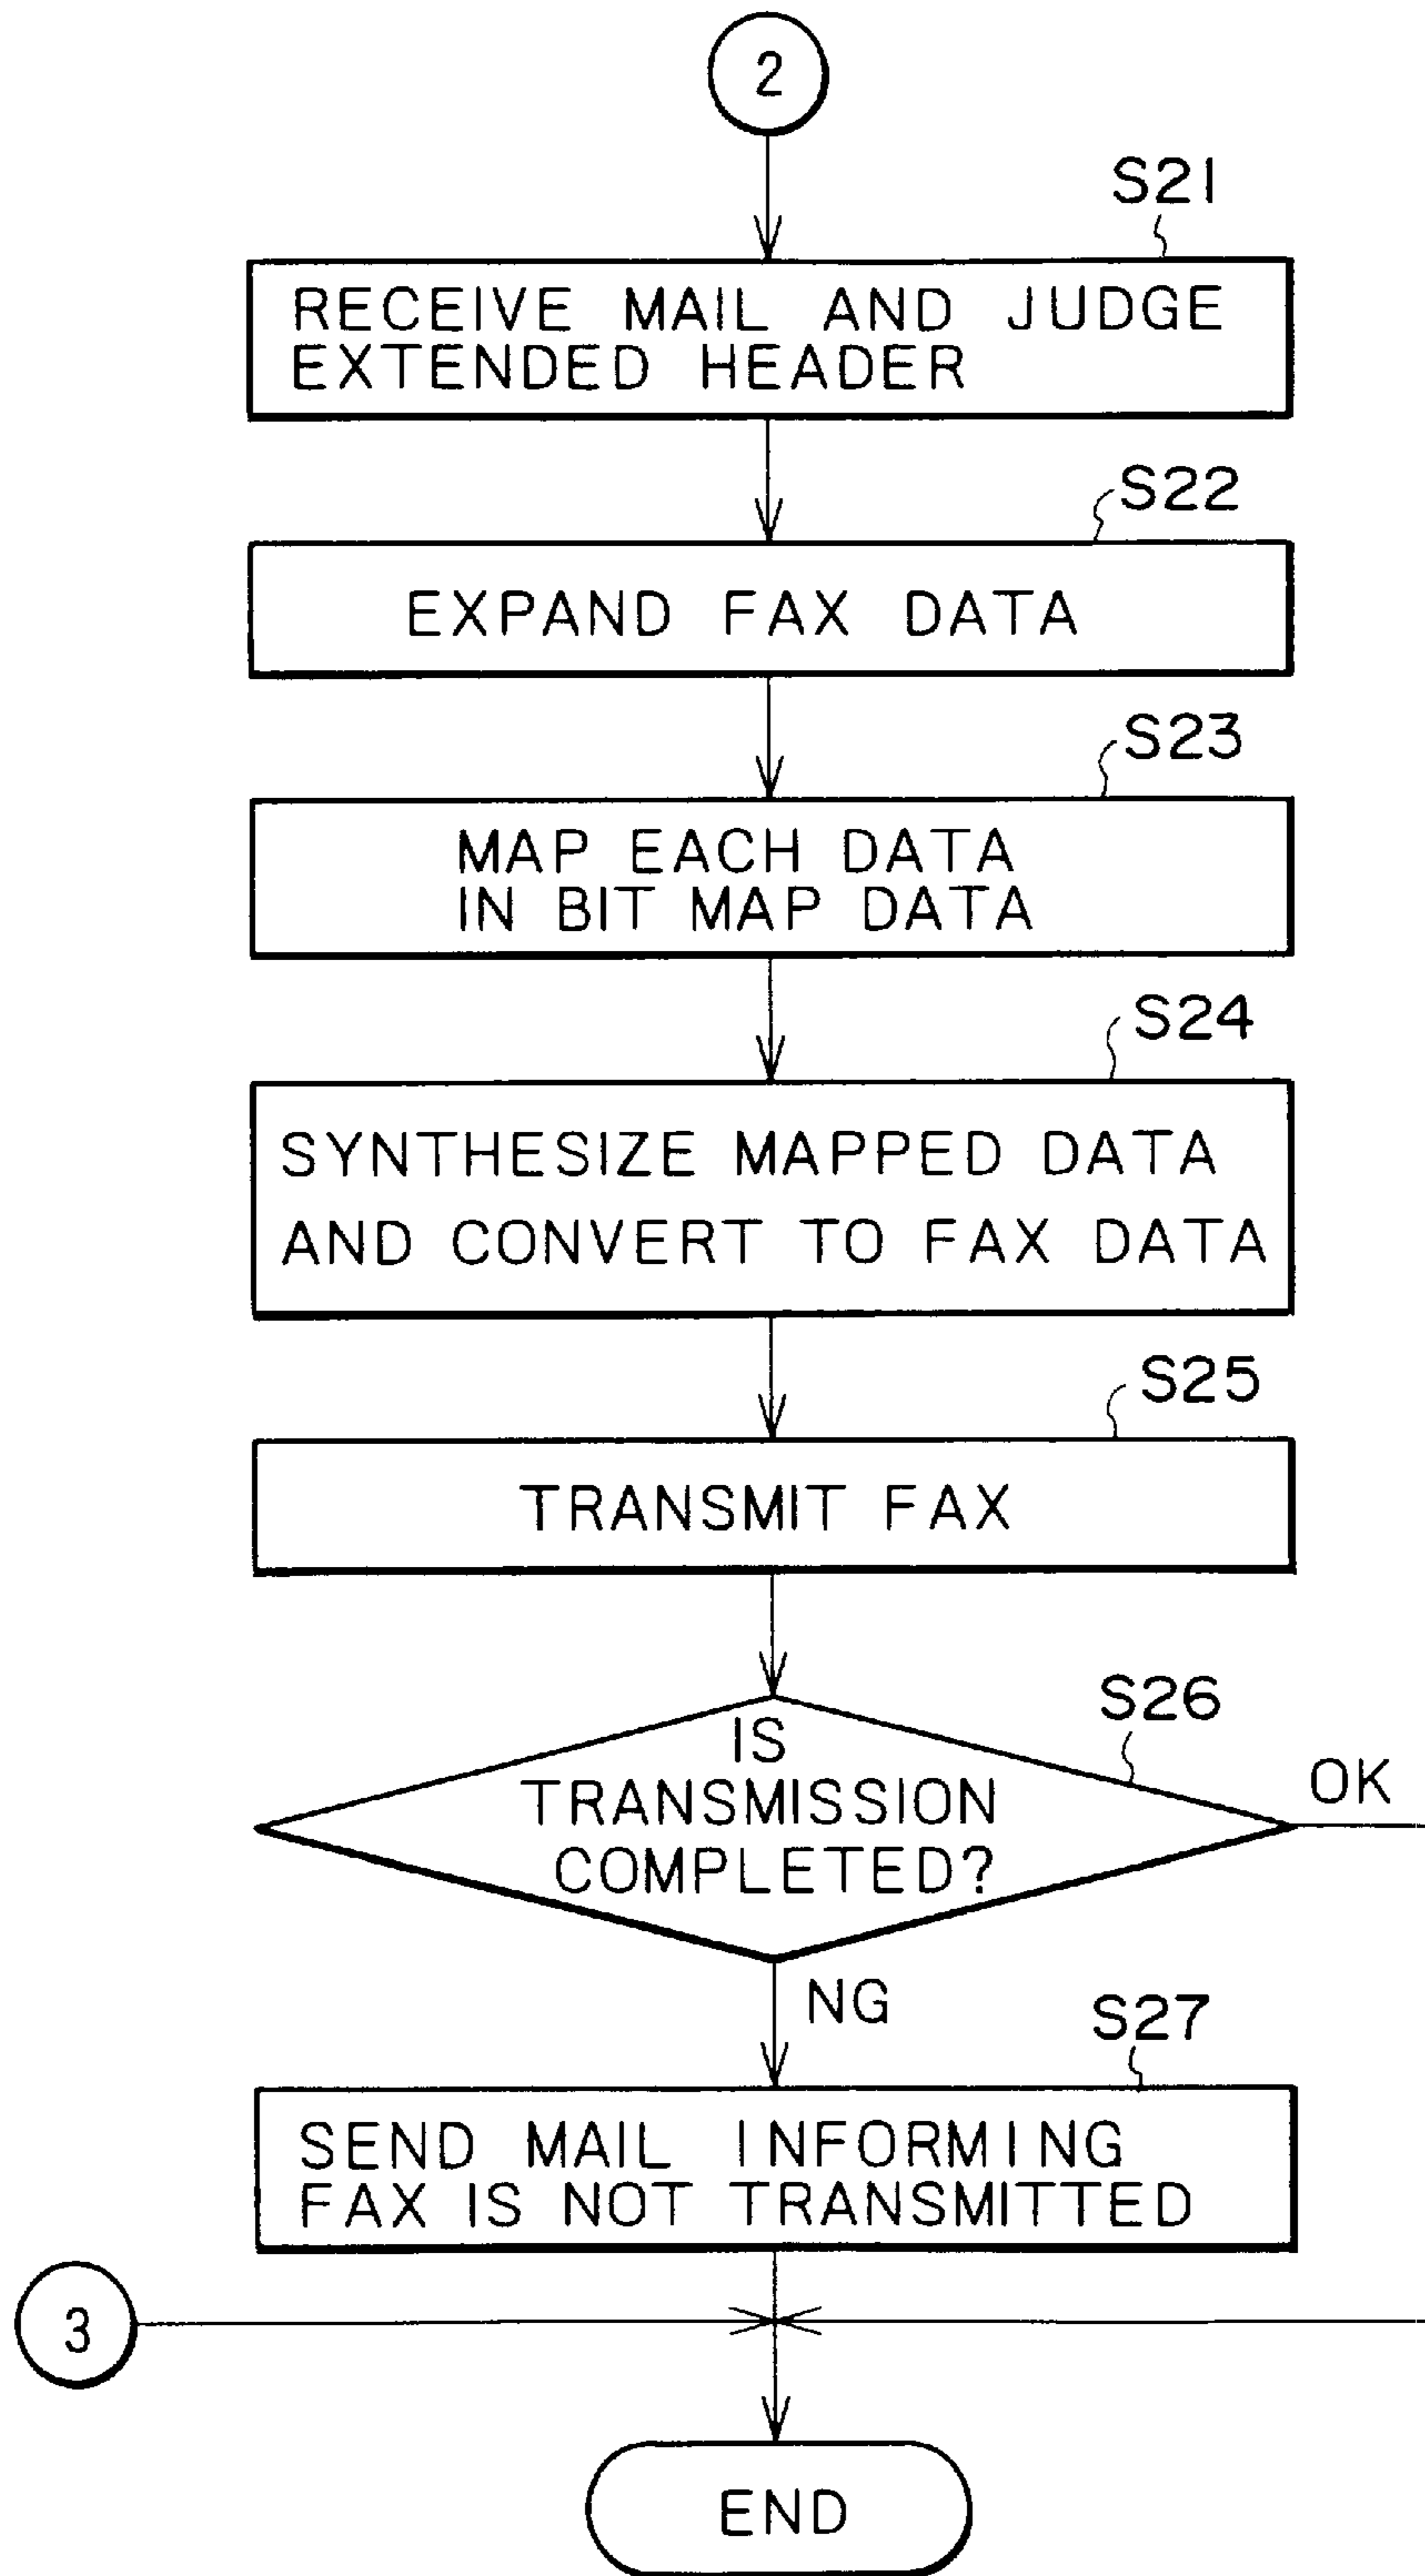 2
S21
RECEIVE MAIL AND JUDGE
EXTENDED HEADER
S22
EXPAND FAX DATA
S23
MAP EACH DATA
IN BIT MAP DATA
S24
SYNTHESIZE MAPPED DATA
AND CONVERT TO FAX DATA
S25
TRANSMIT FAX
S26
IS
TRANSMISSION
COMPLETED?
OK
NG
S27
SEND MAIL INFORMING
FAX IS NOT TRANSMITTED
3
END